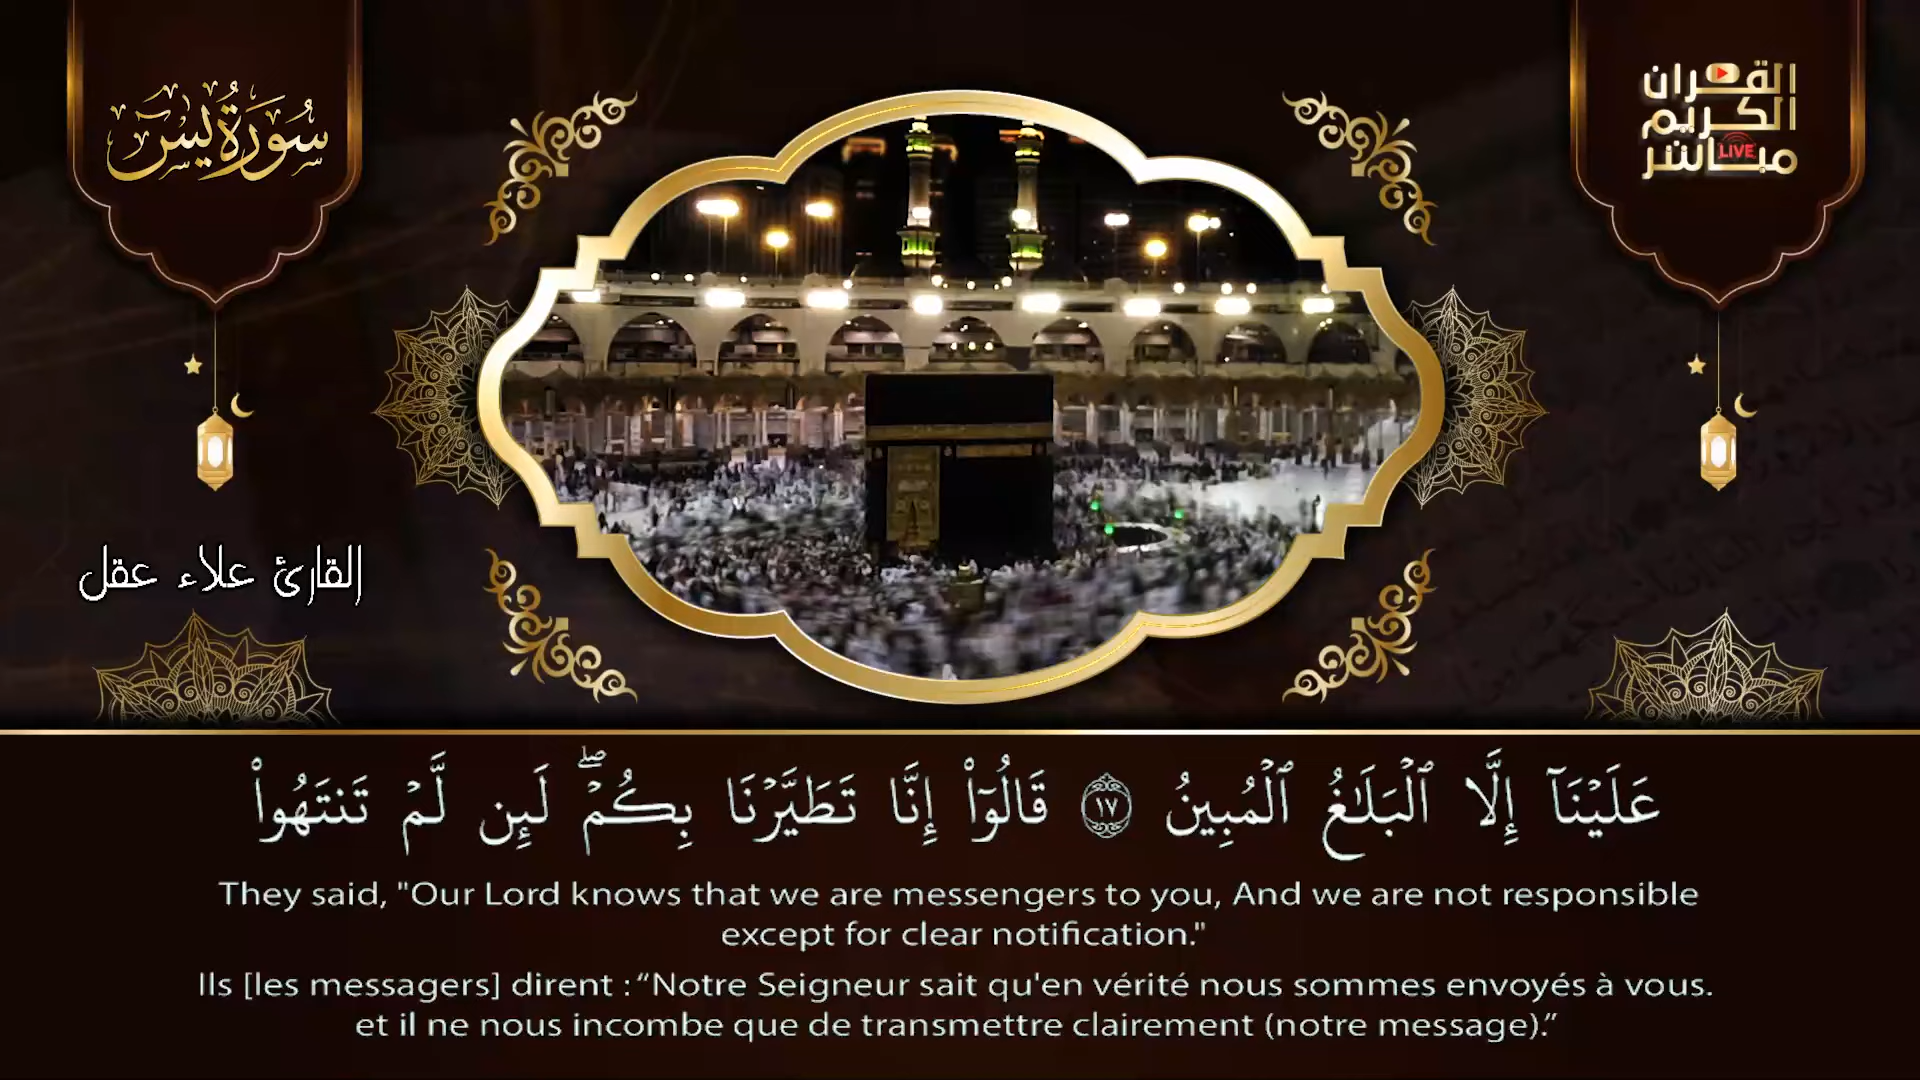 سُورَةُ يسٓ
القرآن
الكريم
مباشر
LIVE
القارئ علاء عقل
عَلَيْنَآ إِلَّا ٱلْبَلَٰغُ ٱلْمُبِينُ ١٧ قَالُوٓا۟ إِنَّا تَطَيَّرْنَا بِكُمْ ۖ لَئِن لَّمْ تَنتَهُوا۟
They said, "Our Lord knows that we are messengers to you, And we are not responsible
except for clear notification."
Ils [les messagers] dirent : “Notre Seigneur sait qu'en vérité nous sommes envoyés à vous.
et il ne nous incombe que de transmettre clairement (notre message).”